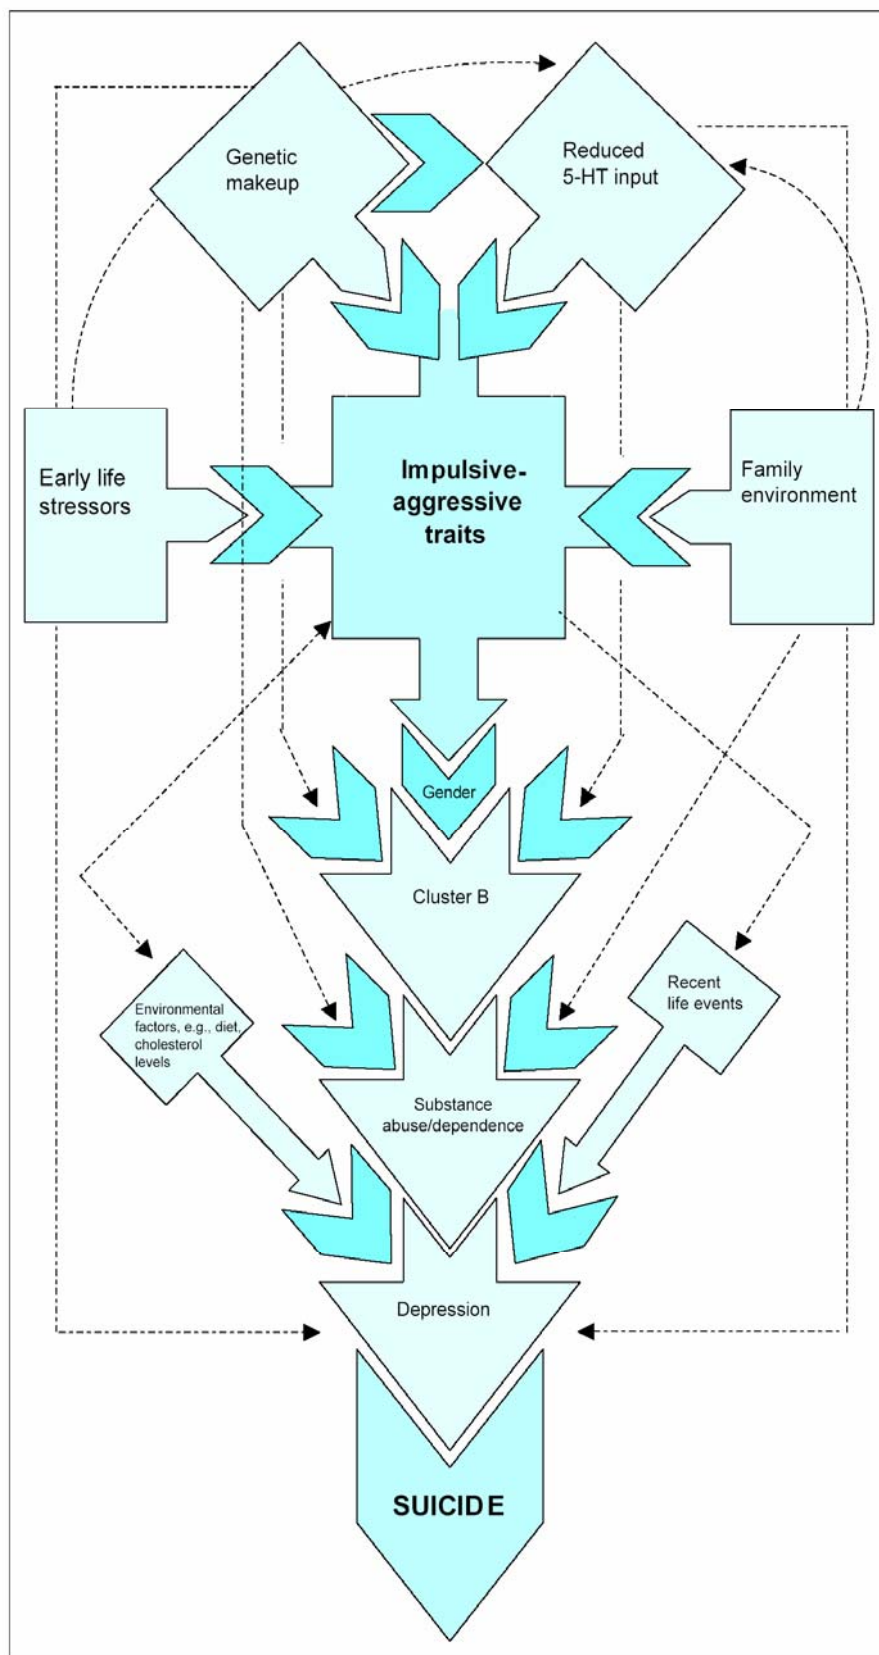 Genetic
makeup
Reduced
5-HT input
Early life
stressors
Impulsive-
aggressive
traits
Family
environment
Gender
Cluster B
Environmental
factors, e.g., diet,
cholesterol
levels
Recent
life events
Substance
abuse/dependence
Depression
SUICIDE